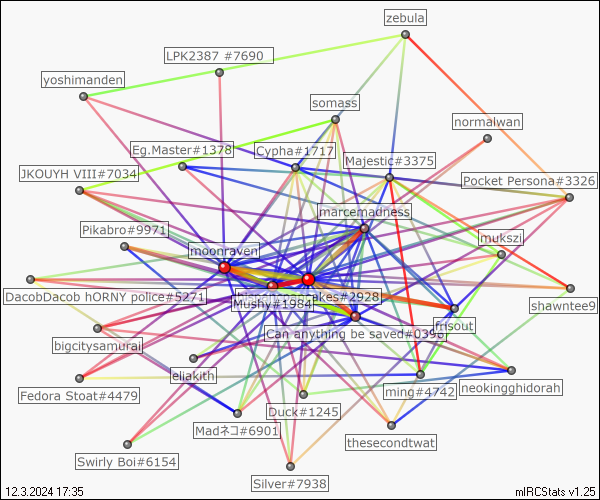 zebula
LPK2387 #7690
yoshimanden
somass
normalwan
Eg.Master#1378
Cypha#1717
Majestic#3375
JKOUYH VIII#7034
Pocket Persona#3326
marcemadness
Pikabro#9971
mukszi
moonraven
DacobDacob hORNY police#5271
cakes#2928
Mushy#1984
shawntee9
frisout
Can anything be saved#0396
bigcitysamurai
eliakith
ming#4742
neokingghidorah
Fedora Stoat#4479
Duck#1245
Madネコ#6901
thesecondtwat
Swirly Boi#6154
Silver#7938
12.3.2024 17:35
mIRCStats v1.25